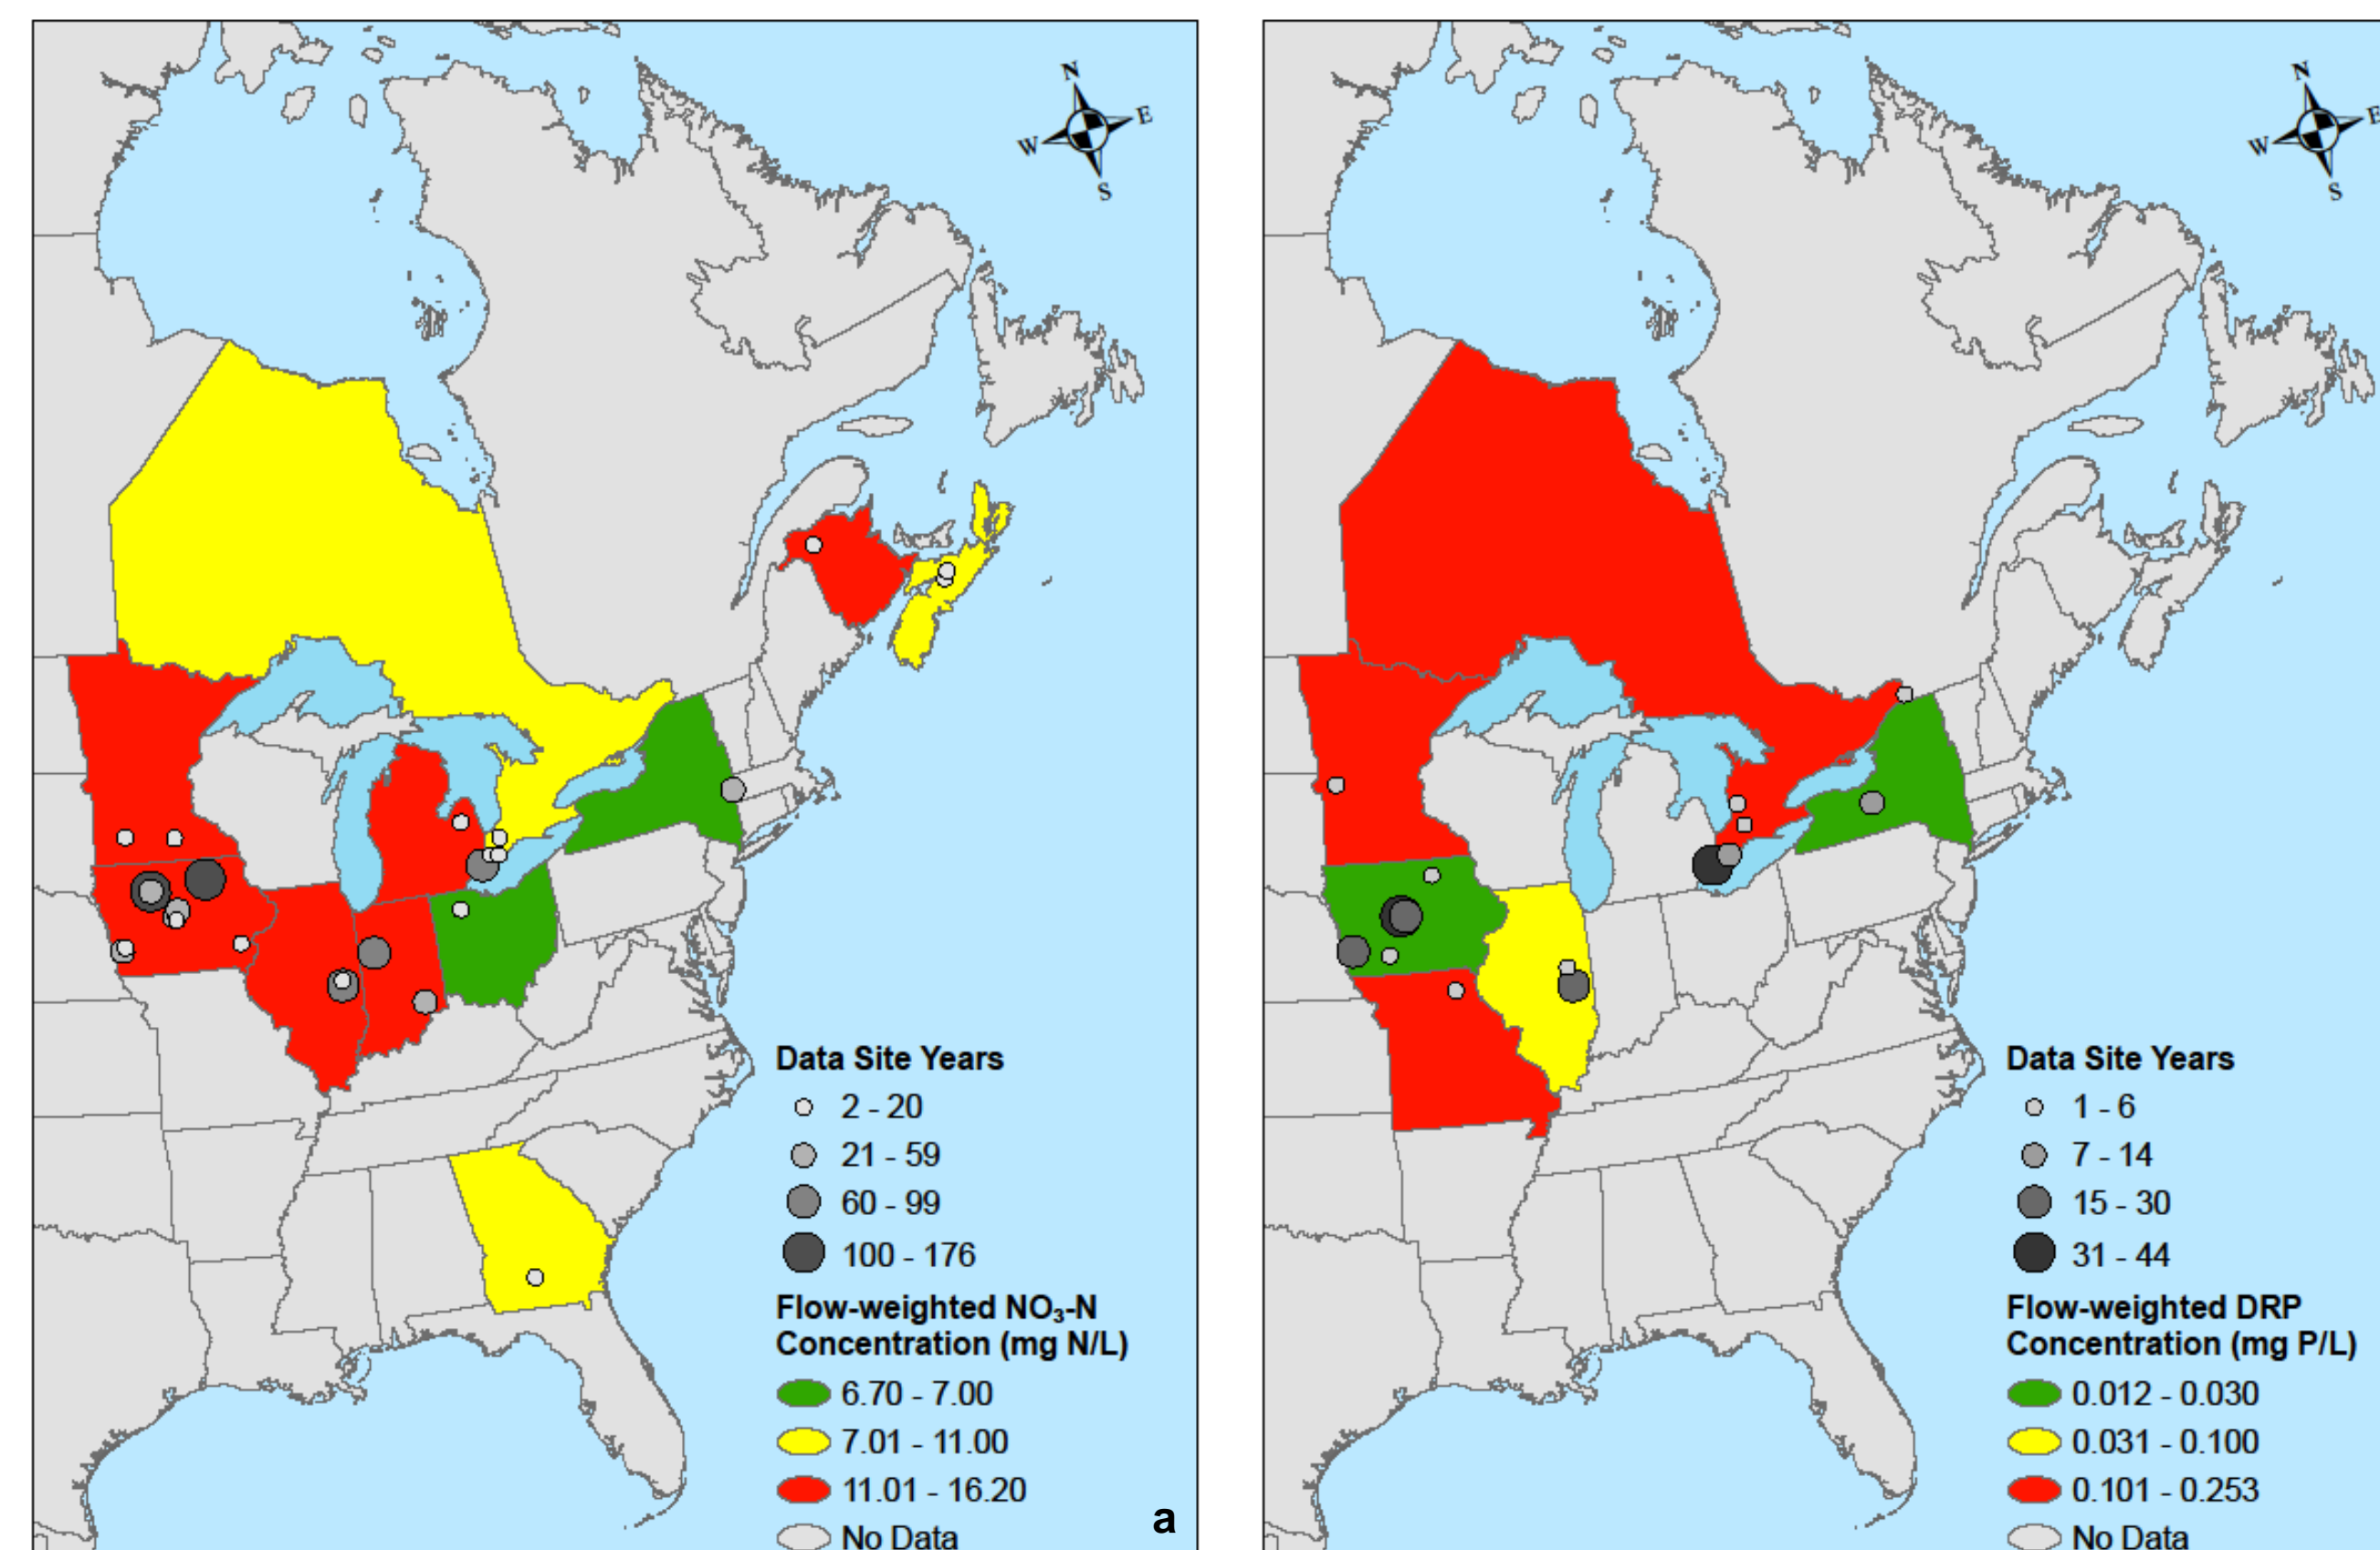 N
E
W
S
Data Site Years
2 - 20
21 - 59
60 - 99
100 - 176
Flow-weighted NO₃-N
Concentration (mg N/L)
6.70 - 7.00
7.01 - 11.00
11.01 - 16.20
No Data
a
N
E
W
S
Data Site Years
1 - 6
7 - 14
15 - 30
31 - 44
Flow-weighted DRP
Concentration (mg P/L)
0.012 - 0.030
0.031 - 0.100
0.101 - 0.253
No Data